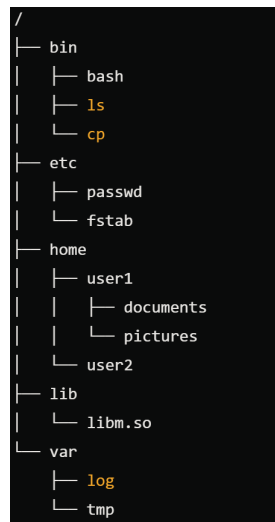 /
├── bin
│   ├── bash
│   ├── ls
│   └── cp
├── etc
│   ├── passwd
│   └── fstab
├── home
│   ├── user1
│   │   ├── documents
│   │   └── pictures
│   └── user2
├── lib
│   └── libm.so
└── var
    ├── log
    └── tmp